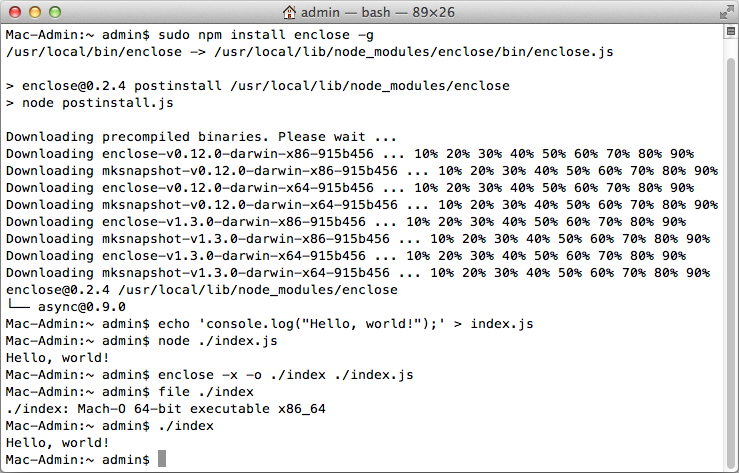 admin — bash — 89×26
Mac-Admin:~ admin$ sudo npm install enclose -g
/usr/local/bin/enclose -> /usr/local/lib/node_modules/enclose/bin/enclose.js
> enclose@0.2.4 postinstall /usr/local/lib/node_modules/enclose
> node postinstall.js
Downloading precompiled binaries. Please wait ...
Downloading enclose-v0.12.0-darwin-x86-915b456 ... 10% 20% 30% 40% 50% 60% 70% 80% 90%
Downloading mksnapshot-v0.12.0-darwin-x86-915b456 ... 10% 20% 30% 40% 50% 60% 70% 80% 90%
Downloading enclose-v0.12.0-darwin-x64-915b456 ... 10% 20% 30% 40% 50% 60% 70% 80% 90%
Downloading mksnapshot-v0.12.0-darwin-x64-915b456 ... 10% 20% 30% 40% 50% 60% 70% 80% 90%
Downloading enclose-v1.3.0-darwin-x86-915b456 ... 10% 20% 30% 40% 50% 60% 70% 80% 90%
Downloading mksnapshot-v1.3.0-darwin-x86-915b456 ... 10% 20% 30% 40% 50% 60% 70% 80% 90%
Downloading enclose-v1.3.0-darwin-x64-915b456 ... 10% 20% 30% 40% 50% 60% 70% 80% 90%
Downloading mksnapshot-v1.3.0-darwin-x64-915b456 ... 10% 20% 30% 40% 50% 60% 70% 80% 90%
enclose@0.2.4 /usr/local/lib/node_modules/enclose
└── async@0.9.0
Mac-Admin:~ admin$ echo 'console.log("Hello, world!");' > index.js
Mac-Admin:~ admin$ node ./index.js
Hello, world!
Mac-Admin:~ admin$ enclose -x -o ./index ./index.js
Mac-Admin:~ admin$ file ./index
./index: Mach-O 64-bit executable x86_64
Mac-Admin:~ admin$ ./index
Hello, world!
Mac-Admin:~ admin$